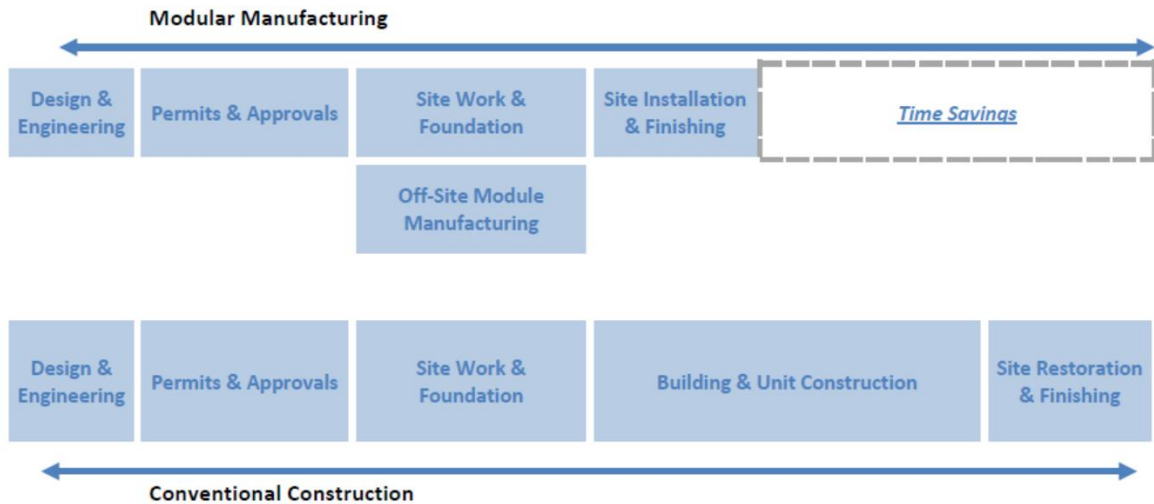 Modular Manufacturing
Design &
Engineering
Permits & Approvals
Site Work &
Foundation
Site Installation
& Finishing
Time Savings
Off-Site Module
Manufacturing
Design &
Engineering
Permits & Approvals
Site Work &
Foundation
Building & Unit Construction
Site Restoration
& Finishing
Conventional Construction